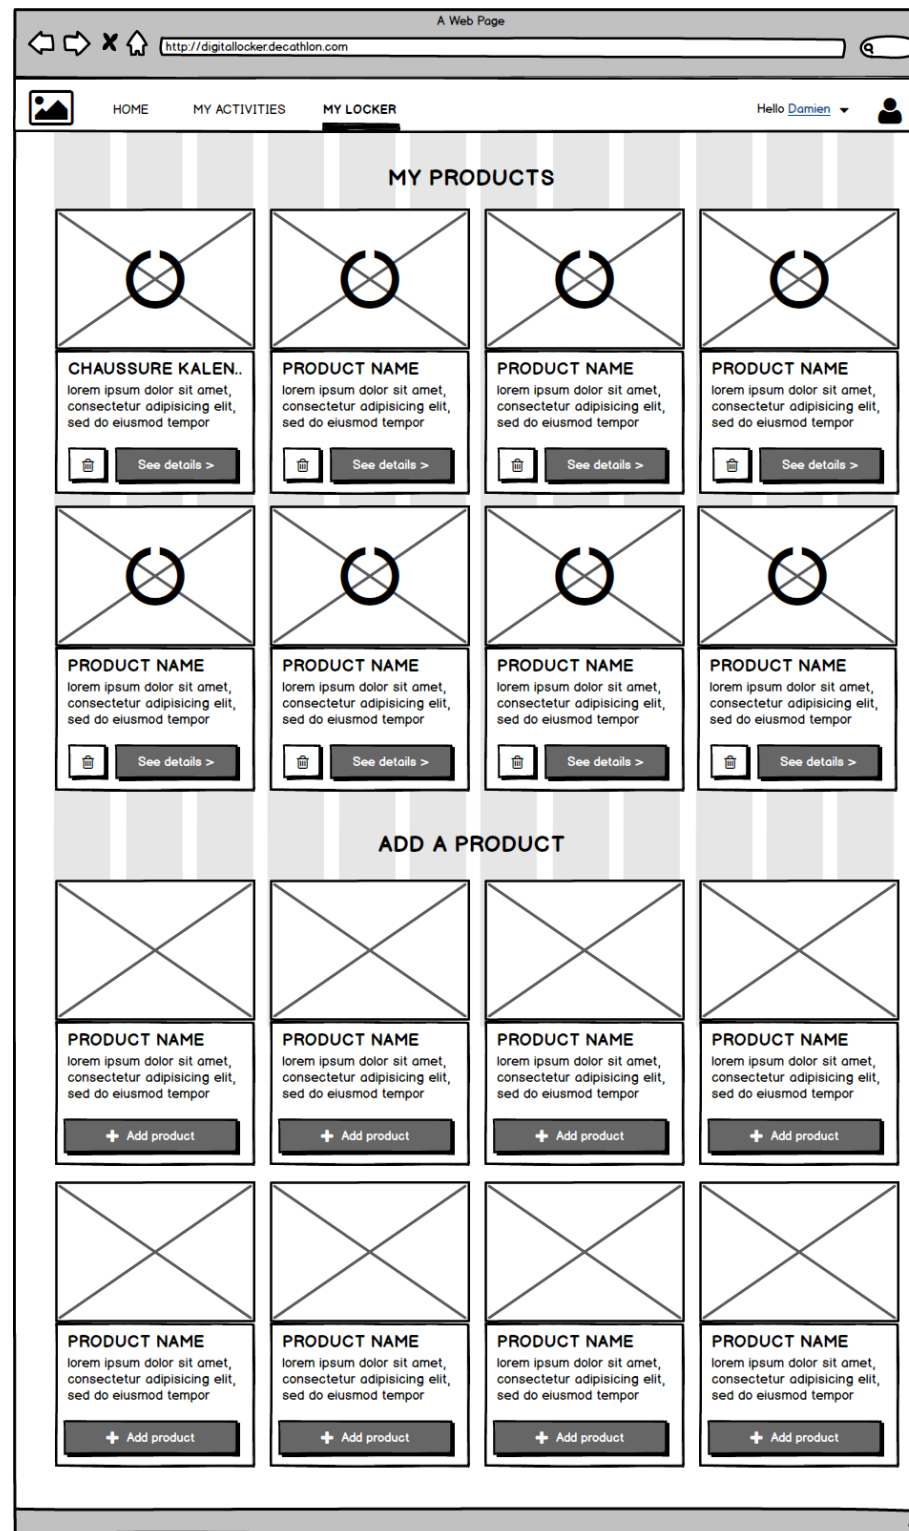 A Web Page
http://digitallocker.decathlon.com
HOME MY ACTIVITIES MY LOCKER Hello Damien
MY PRODUCTS
CHAUSSURE KALEN.. PRODUCT NAME PRODUCT NAME PRODUCT NAME
lorem ipsum dolor sit amet, lorem ipsum dolor sit amet, lorem ipsum dolor sit amet, lorem ipsum dolor sit amet,
consectetur adipisicing elit, consectetur adipisicing elit, consectetur adipisicing elit, consectetur adipisicing elit,
sed do eiusmod tempor sed do eiusmod tempor sed do eiusmod tempor sed do eiusmod tempor
See details > See details > See details > See details >
PRODUCT NAME PRODUCT NAME PRODUCT NAME PRODUCT NAME
lorem ipsum dolor sit amet, lorem ipsum dolor sit amet, lorem ipsum dolor sit amet, lorem ipsum dolor sit amet,
consectetur adipisicing elit, consectetur adipisicing elit, consectetur adipisicing elit, consectetur adipisicing elit,
sed do eiusmod tempor sed do eiusmod tempor sed do eiusmod tempor sed do eiusmod tempor
See details > See details > See details > See details >
ADD A PRODUCT
PRODUCT NAME PRODUCT NAME PRODUCT NAME PRODUCT NAME
lorem ipsum dolor sit amet, lorem ipsum dolor sit amet, lorem ipsum dolor sit amet, lorem ipsum dolor sit amet,
consectetur adipisicing elit, consectetur adipisicing elit, consectetur adipisicing elit, consectetur adipisicing elit,
sed do eiusmod tempor sed do eiusmod tempor sed do eiusmod tempor sed do eiusmod tempor
Add product Add product Add product Add product
PRODUCT NAME PRODUCT NAME PRODUCT NAME PRODUCT NAME
lorem ipsum dolor sit amet, lorem ipsum dolor sit amet, lorem ipsum dolor sit amet, lorem ipsum dolor sit amet,
consectetur adipisicing elit, consectetur adipisicing elit, consectetur adipisicing elit, consectetur adipisicing elit,
sed do eiusmod tempor sed do eiusmod tempor sed do eiusmod tempor sed do eiusmod tempor
Add product Add product Add product Add product